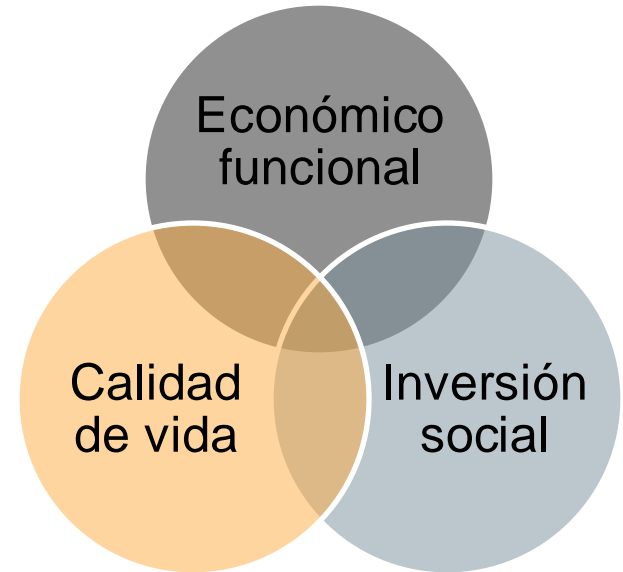 Económico
funcional
Calidad
de vida
Inversión
social